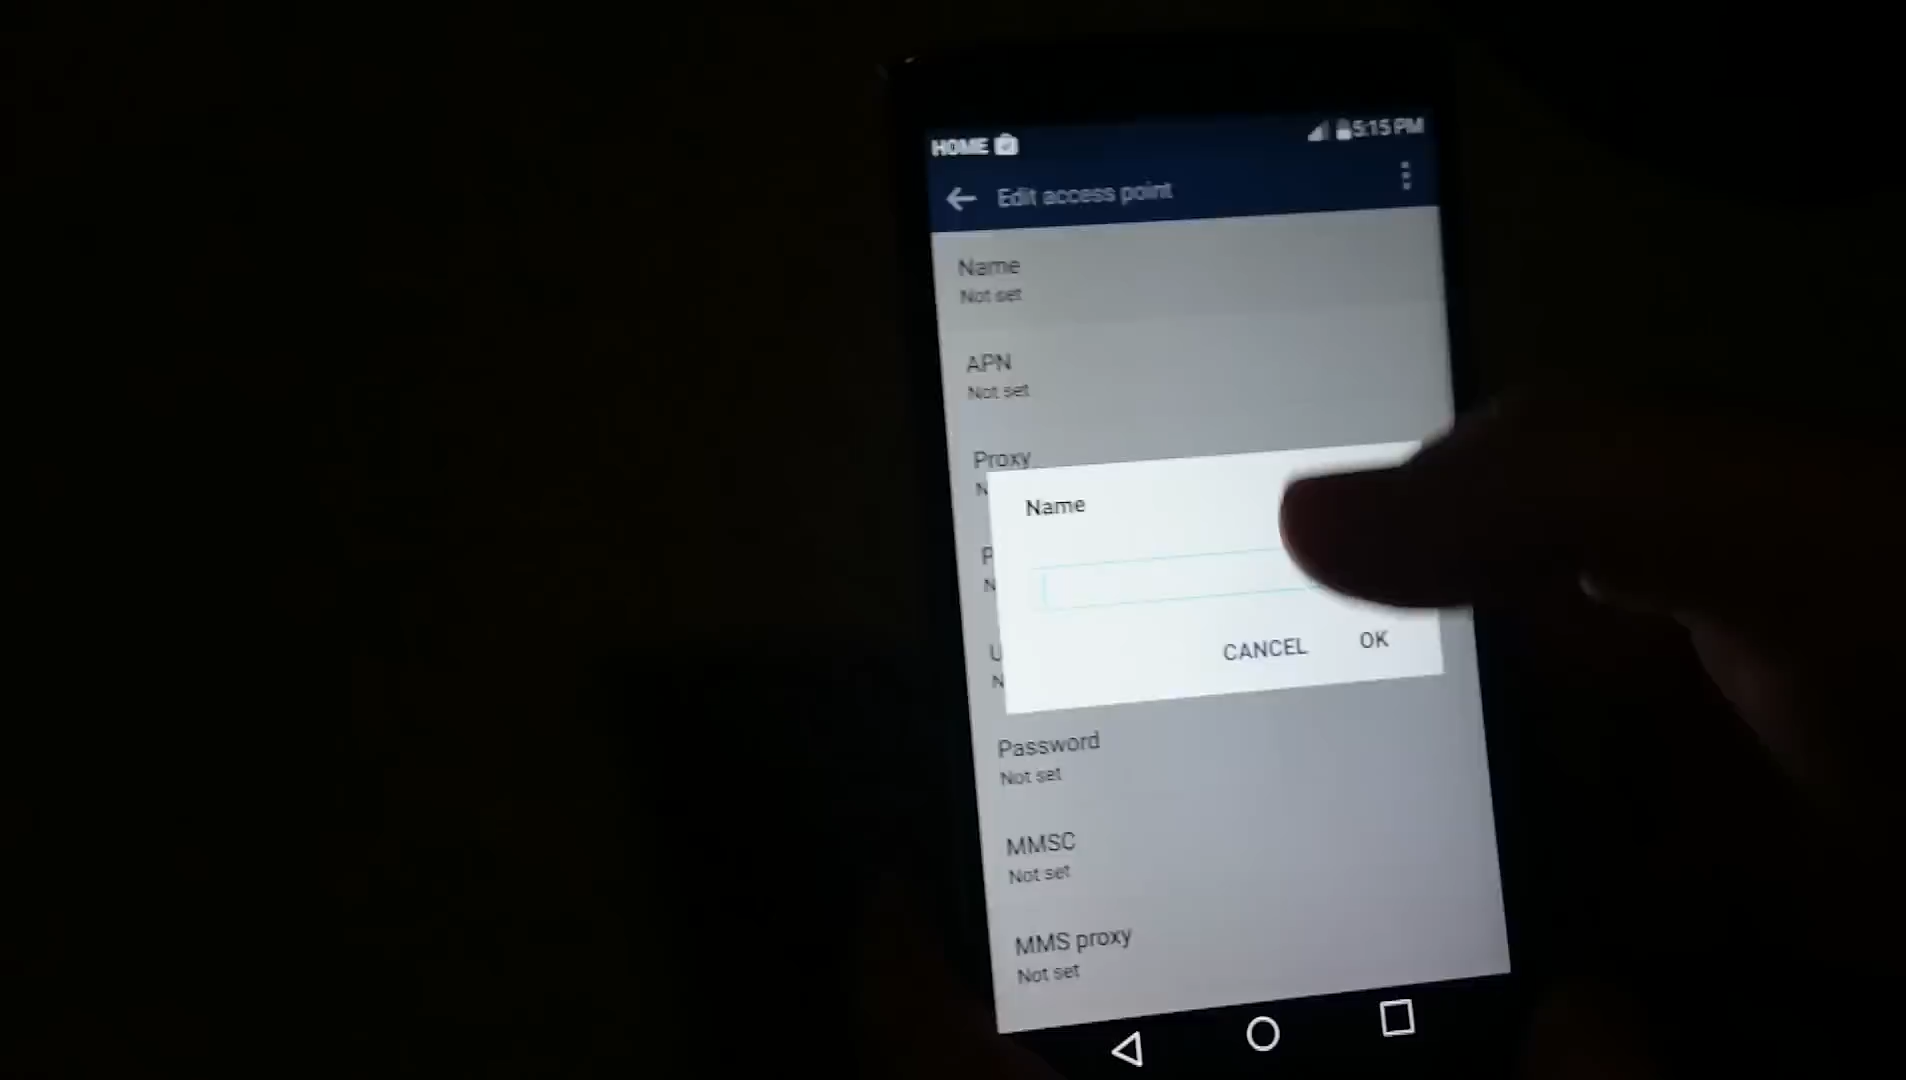 HOME
5:15 PM
Edit access point
Name
Not set
APN
Not set
Proxy
N
Name
P
N
CANCEL OK
U
N
Password
Not set
MMSC
Not set
MMS proxy
Not set